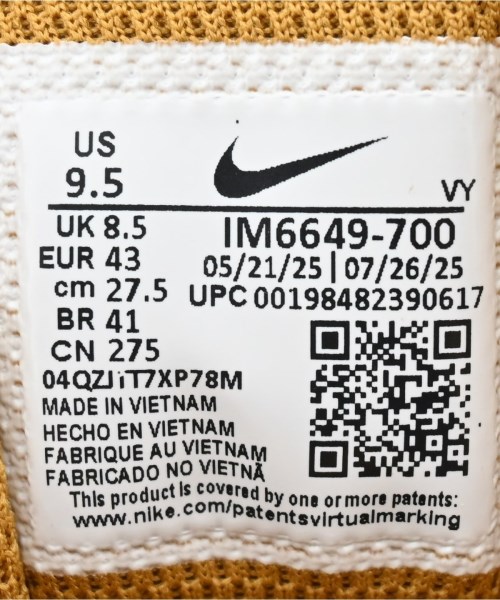 US
9.5
VY
UK 8.5
EUR 43
cm 27.5
BR 41
CN 275
IM6649-700
05/21/25 | 07/26/25
UPC 00198482390617
MADE IN VIETNAM
HECHO EN VIETNAM
FABRIQUE AU VIETNAM
FABRICADO NO VIETNÃ
This product is covered by one or more patents:
www.nike.com/patentsvirtualmarking